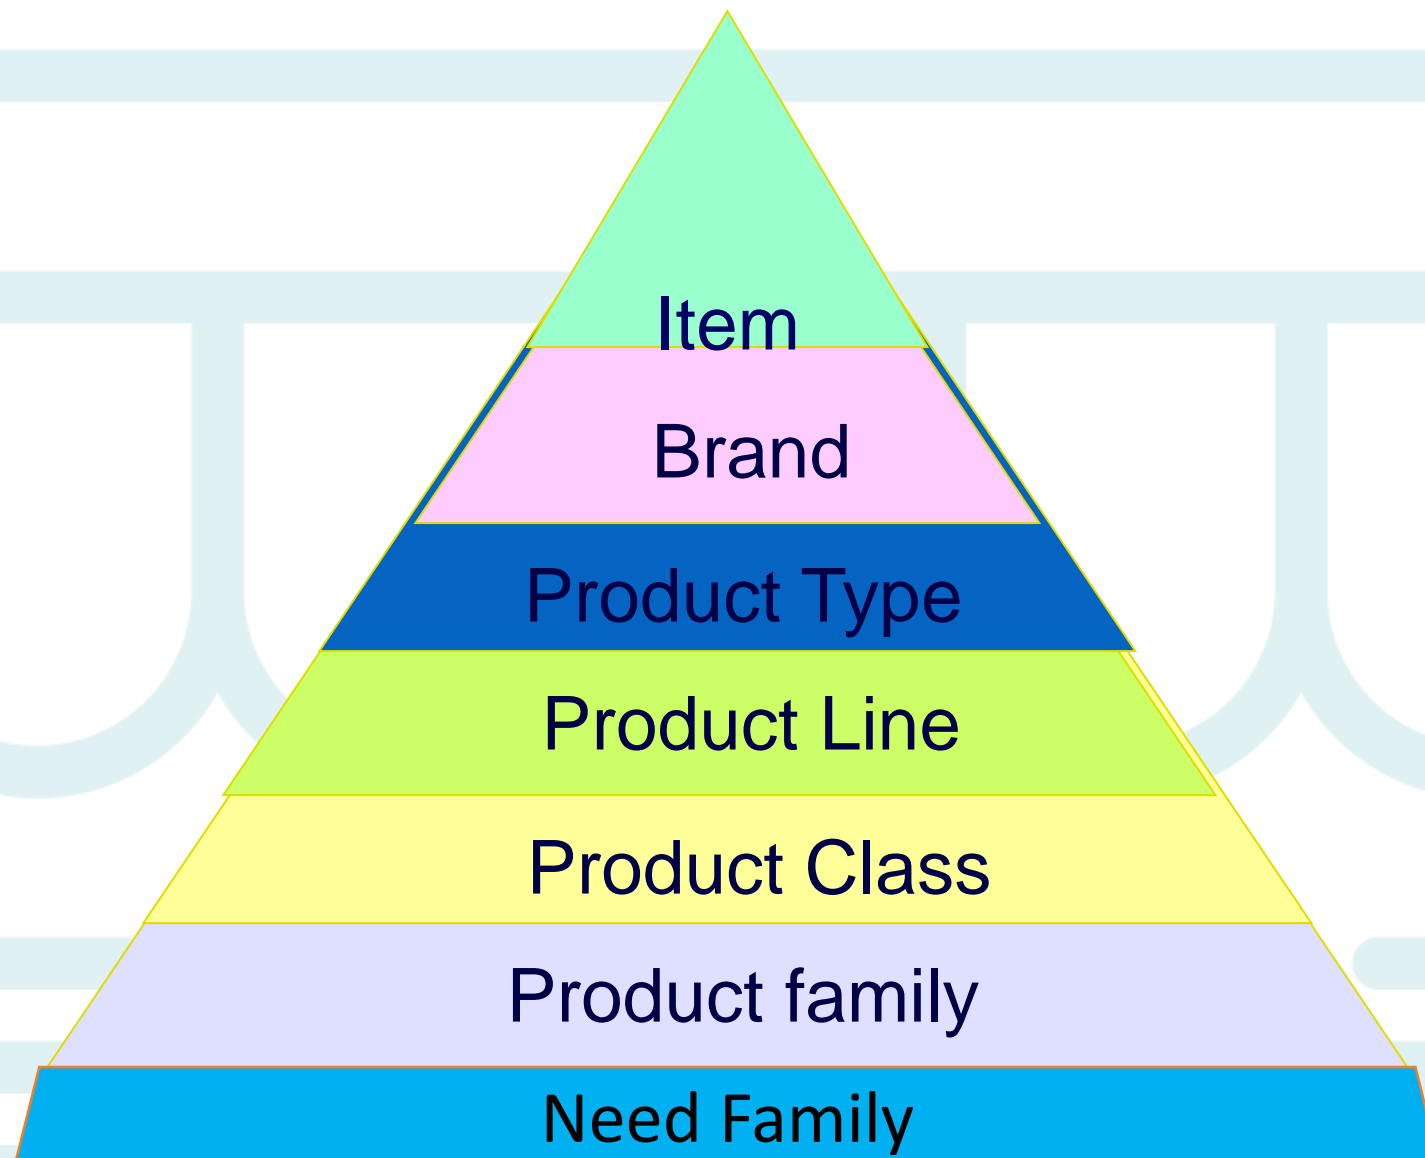 Item
Brand
Product Type
Product Line
Product Class
Product family
Need Family